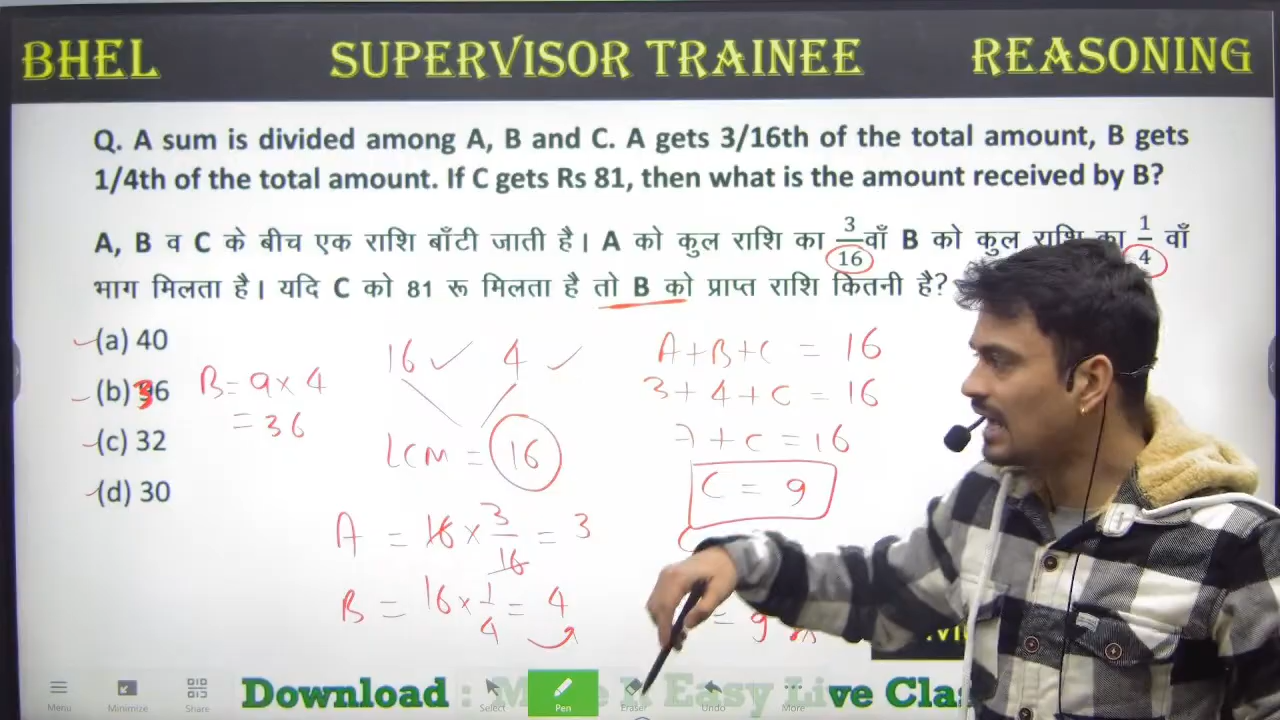 BHEL SUPERVISOR TRAINEE REASONING
Q. A sum is divided among A, B and C. A gets 3/16th of the total amount, B gets
1/4th of the total amount. If C gets Rs 81, then what is the amount received by B?
A, B व C के बीच एक राशि बाँटी जाती है। A को कुल राशि का 3/16 वाँ B को कुल राशि का 1/4 वाँ
भाग मिलता है। यदि C को 81 रू मिलता है तो B को प्राप्त राशि कितनी है?
(a) 40
(b) 36
(c) 32
(d) 30
B = 9 × 4
= 36
16 ✓ 4 ✓
LCM = 16
A = 16 × 3/16 = 3
B = 16 × 1/4 = 4
A + B + C = 16
3 + 4 + C = 16
7 + C = 16
C = 9
= 9
Menu Minimize Share Select Pen Eraser Undo More
Download : ve Clas